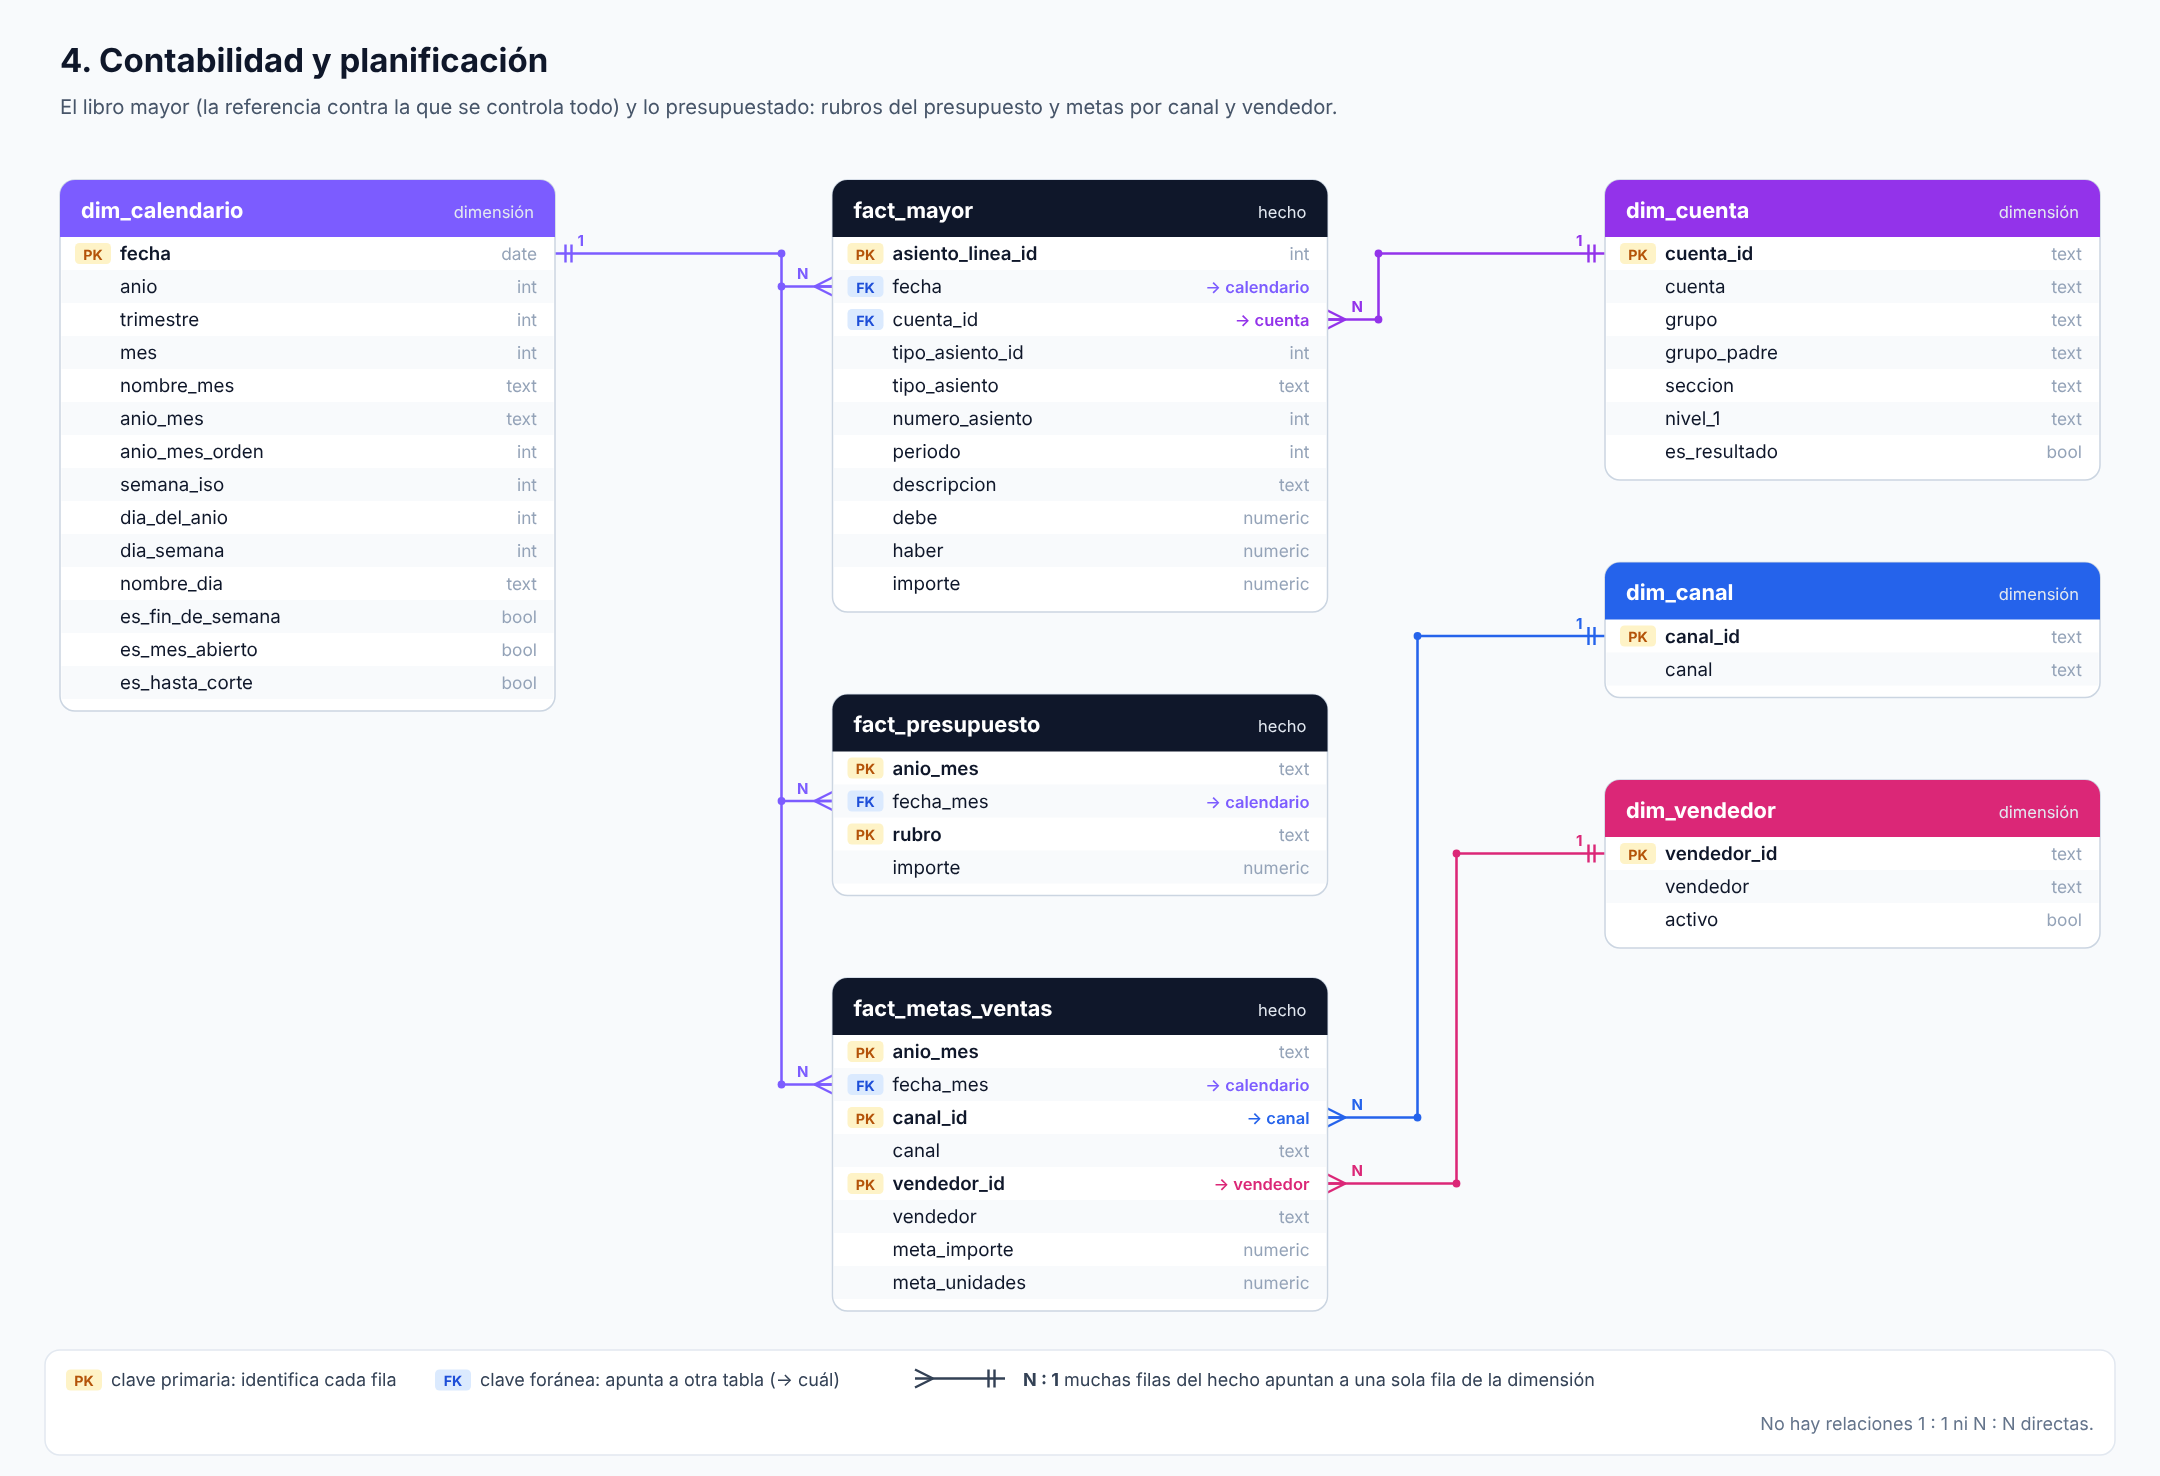 4. Contabilidad y planificación
El libro mayor (la referencia contra la que se controla todo) y lo presupuestado: rubros del presupuesto y metas por canal y vendedor.
dim_calendario dimensión
PK fecha date
anio int
trimestre int
mes int
nombre_mes text
anio_mes text
anio_mes_orden int
semana_iso int
dia_del_anio int
dia_semana int
nombre_dia text
es_fin_de_semana bool
es_mes_abierto bool
es_hasta_corte bool
1
N
N
N
fact_mayor hecho
PK asiento_linea_id int
FK fecha → calendario
FK cuenta_id → cuenta
tipo_asiento_id int
tipo_asiento text
numero_asiento int
periodo int
descripcion text
debe numeric
haber numeric
importe numeric
fact_presupuesto hecho
PK anio_mes text
FK fecha_mes → calendario
PK rubro text
importe numeric
fact_metas_ventas hecho
PK anio_mes text
FK fecha_mes → calendario
PK canal_id → canal
canal text
PK vendedor_id → vendedor
vendedor text
meta_importe numeric
meta_unidades numeric
N
1
N
1
N
1
dim_cuenta dimensión
PK cuenta_id text
cuenta text
grupo text
grupo_padre text
seccion text
nivel_1 text
es_resultado bool
dim_canal dimensión
PK canal_id text
canal text
dim_vendedor dimensión
PK vendedor_id text
vendedor text
activo bool
PK clave primaria: identifica cada fila FK clave foránea: apunta a otra tabla (→ cuál) N : 1 muchas filas del hecho apuntan a una sola fila de la dimensión
No hay relaciones 1 : 1 ni N : N directas.